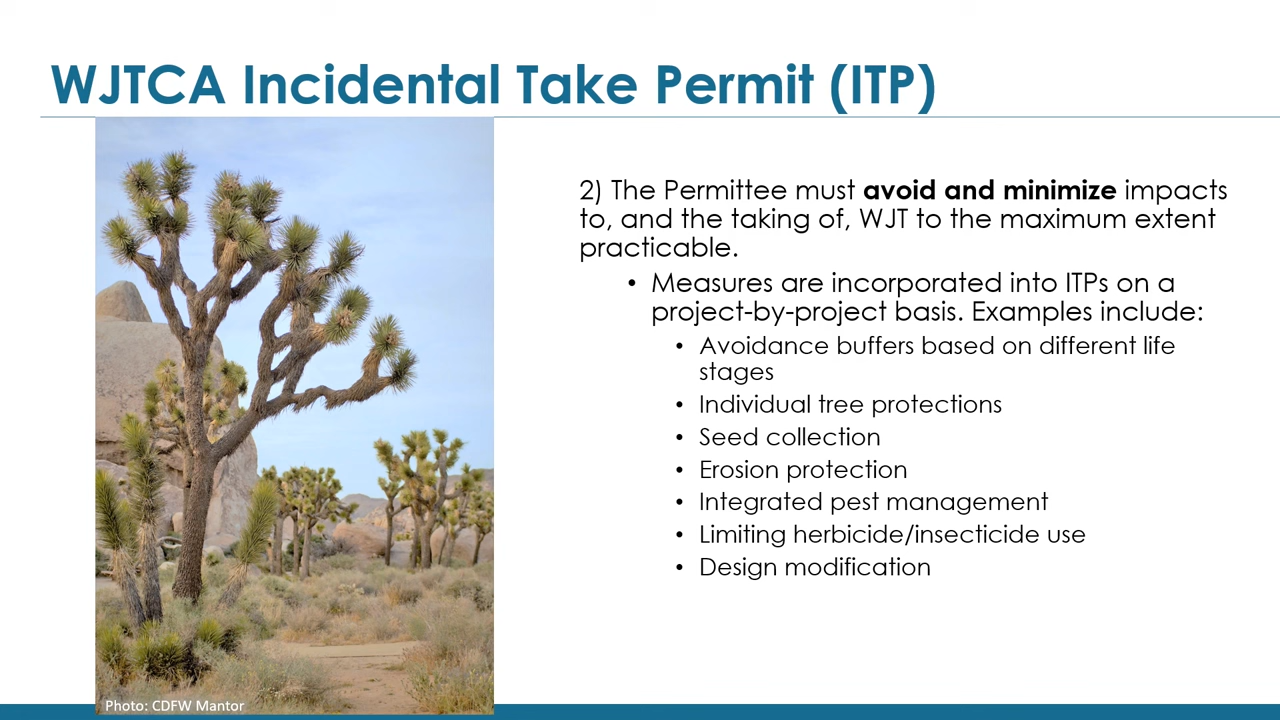 WJTCA Incidental Take Permit (ITP)
2) The Permittee must avoid and minimize impacts
to, and the taking of, WJT to the maximum extent
practicable.
• Measures are incorporated into ITPs on a
project-by-project basis. Examples include:
• Avoidance buffers based on different life
stages
• Individual tree protections
• Seed collection
• Erosion protection
• Integrated pest management
• Limiting herbicide/insecticide use
• Design modification
Photo: CDFW Mantor